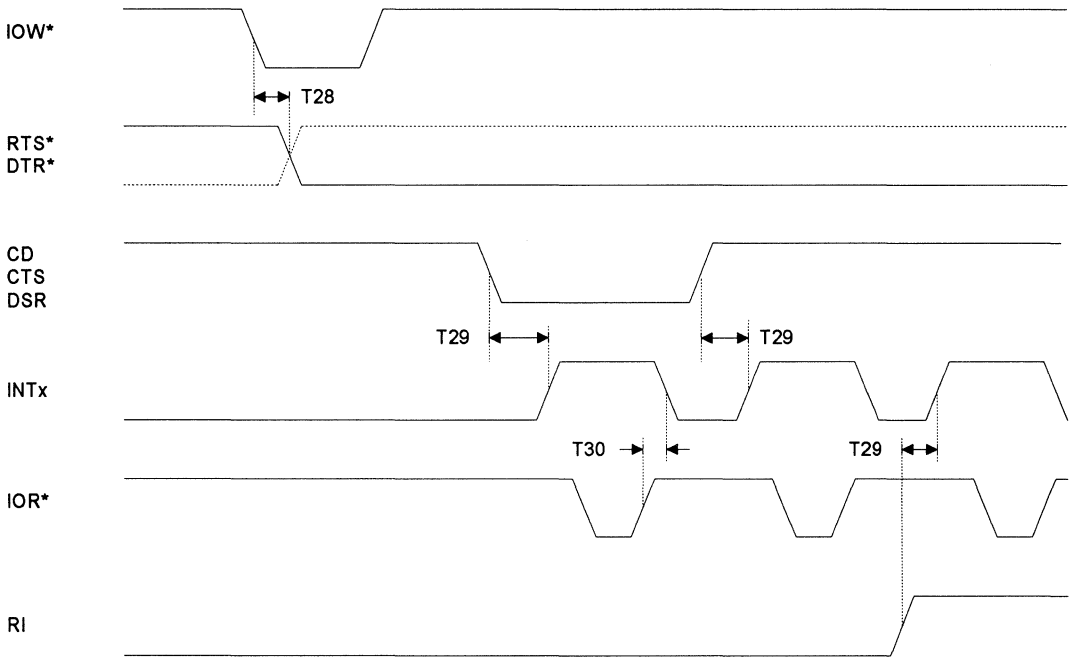 IOW*
T28
RTS*
DTR*
CD
CTS
DSR
T29
T29
INTx
T30
T29
IOR*
RI